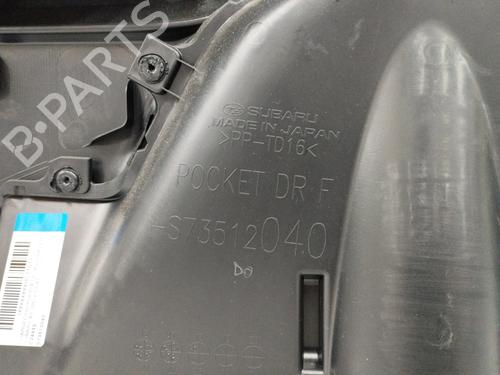 B-PARTS
SUBARU
MADE IN JAPAN
>PP-TD16<
POCKET DR F
-S73512040